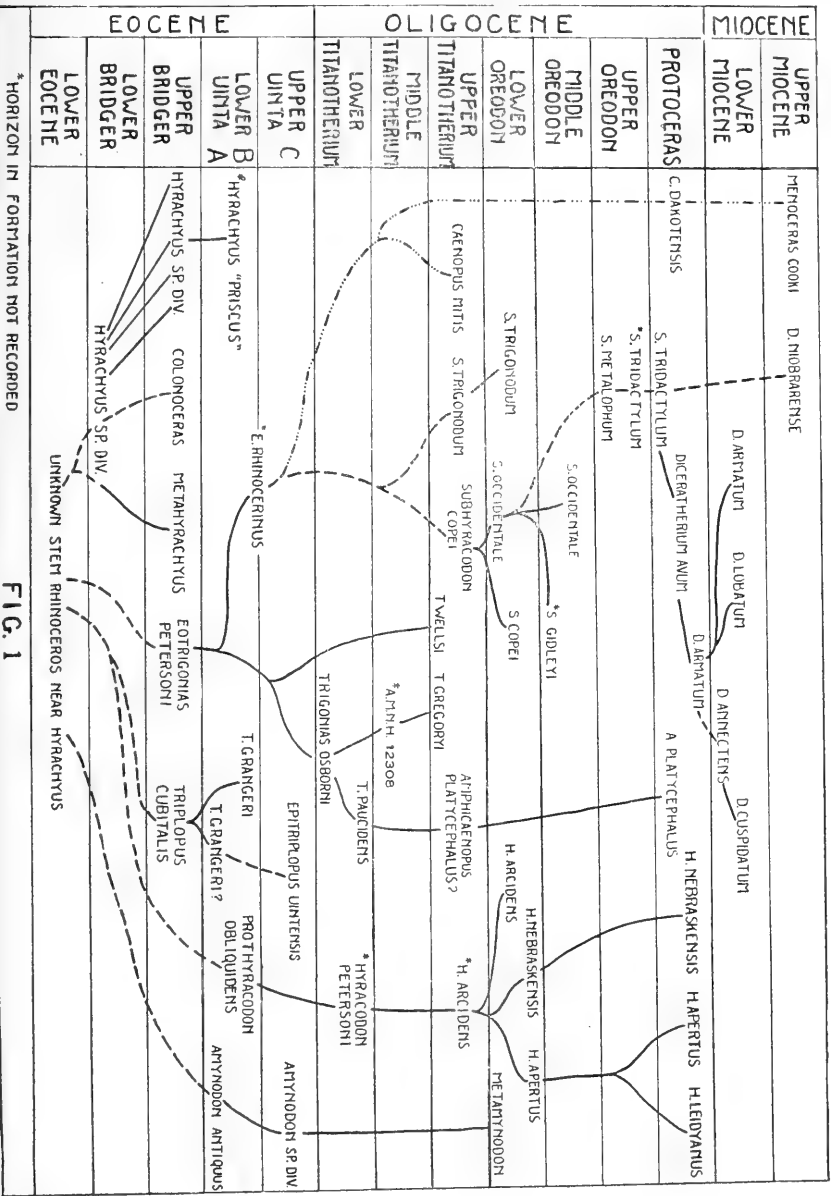 MIOCENE
OLIGOCENE
EOCENE
UPPER
MIOCENE
LOWER
MIOCENE
PROTOCERAS
UPPER
OREODON
MIDDLE
OREODON
LOWER
OREODON
UPPER
TITANOTHERIUM
MIDDLE
TITANOTHERIUM
LOWER
TITANOTHERIUM
UPPER C
UINTA
LOWER B
UINTA A
UPPER
BRIDGER
LOWER
BRIDGER
LOWER
EOCENE
MENOCERAS COOKI
D. NIOBRARENSE
D. ARMATUM
D. LOBATUM
D ANNECTENS
D. CUSPIDATUM
C. DAKOTENSIS
S. TRIDACTYLUM
DICERATHERIUM AVUM
D. ARMATUM
A PLATYCEPHALUS
H. NEBRASKENSIS
H. APERTUS
H. LEIDYANUS
*S. TRIDACTYLUM
S. METALOPHUM
S. OCCIDENTALE
*S GIDLEYI
S. TRIGONODUM
S. OCCIDENTALE
S COPEI
H. ARCIDENS
H. NEBRASKENSIS
H. APERTUS
METAMYNODON
CAENOPUS MITIS
S. TRIGONODUM
SUBHYRACODON
COPEI
T WELLSI
T GREGORYI
AMPHICAENOPUS
PLATYCEPHALUS?
*H. ARCIDENS
*A.M.N.H. 12308
TRIGONIAS OSBORNI
T. PAUCIDENS
*HYRACODON
PETERSONI
*E. RHINOCERINUS
EPITRIPLOPUS UINTENSIS
AMYNODON SP. DIV.
*HYRACHYUS "PRISCUS"
T. GRANGERI
T. GRANGERI?
PROTHYRACODON
OBLIQUIDENS
AMYNODON ANTIQUUS
HYRACHYUS SP. DIV.
COLONOCERAS
METAHYRACHYUS
EOTRIGONIAS
PETERSONI
TRIPLOPUS
CUBITALIS
HYRACHYUS SP. DIV.
UNKNOWN STEM RHINOCEROS NEAR HYRACHYUS
*HORIZON IN FORMATION NOT RECORDED
FIG. 1